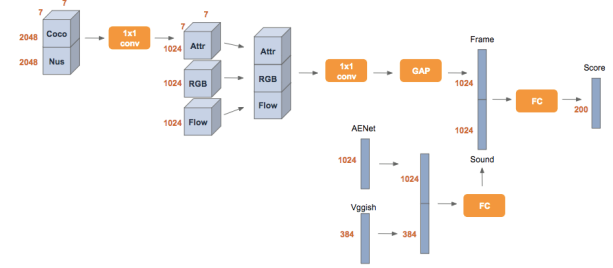 7
7
Coco
2048
Nus
2048
1x1
conv
7
7
Attr
1024
RGB
1024
Flow
1024
Attr
RGB
Flow
1x1
conv
GAP
Frame
1024
1024
Sound
FC
Score
200
AENet
1024
1024
Vggish
384
384
FC